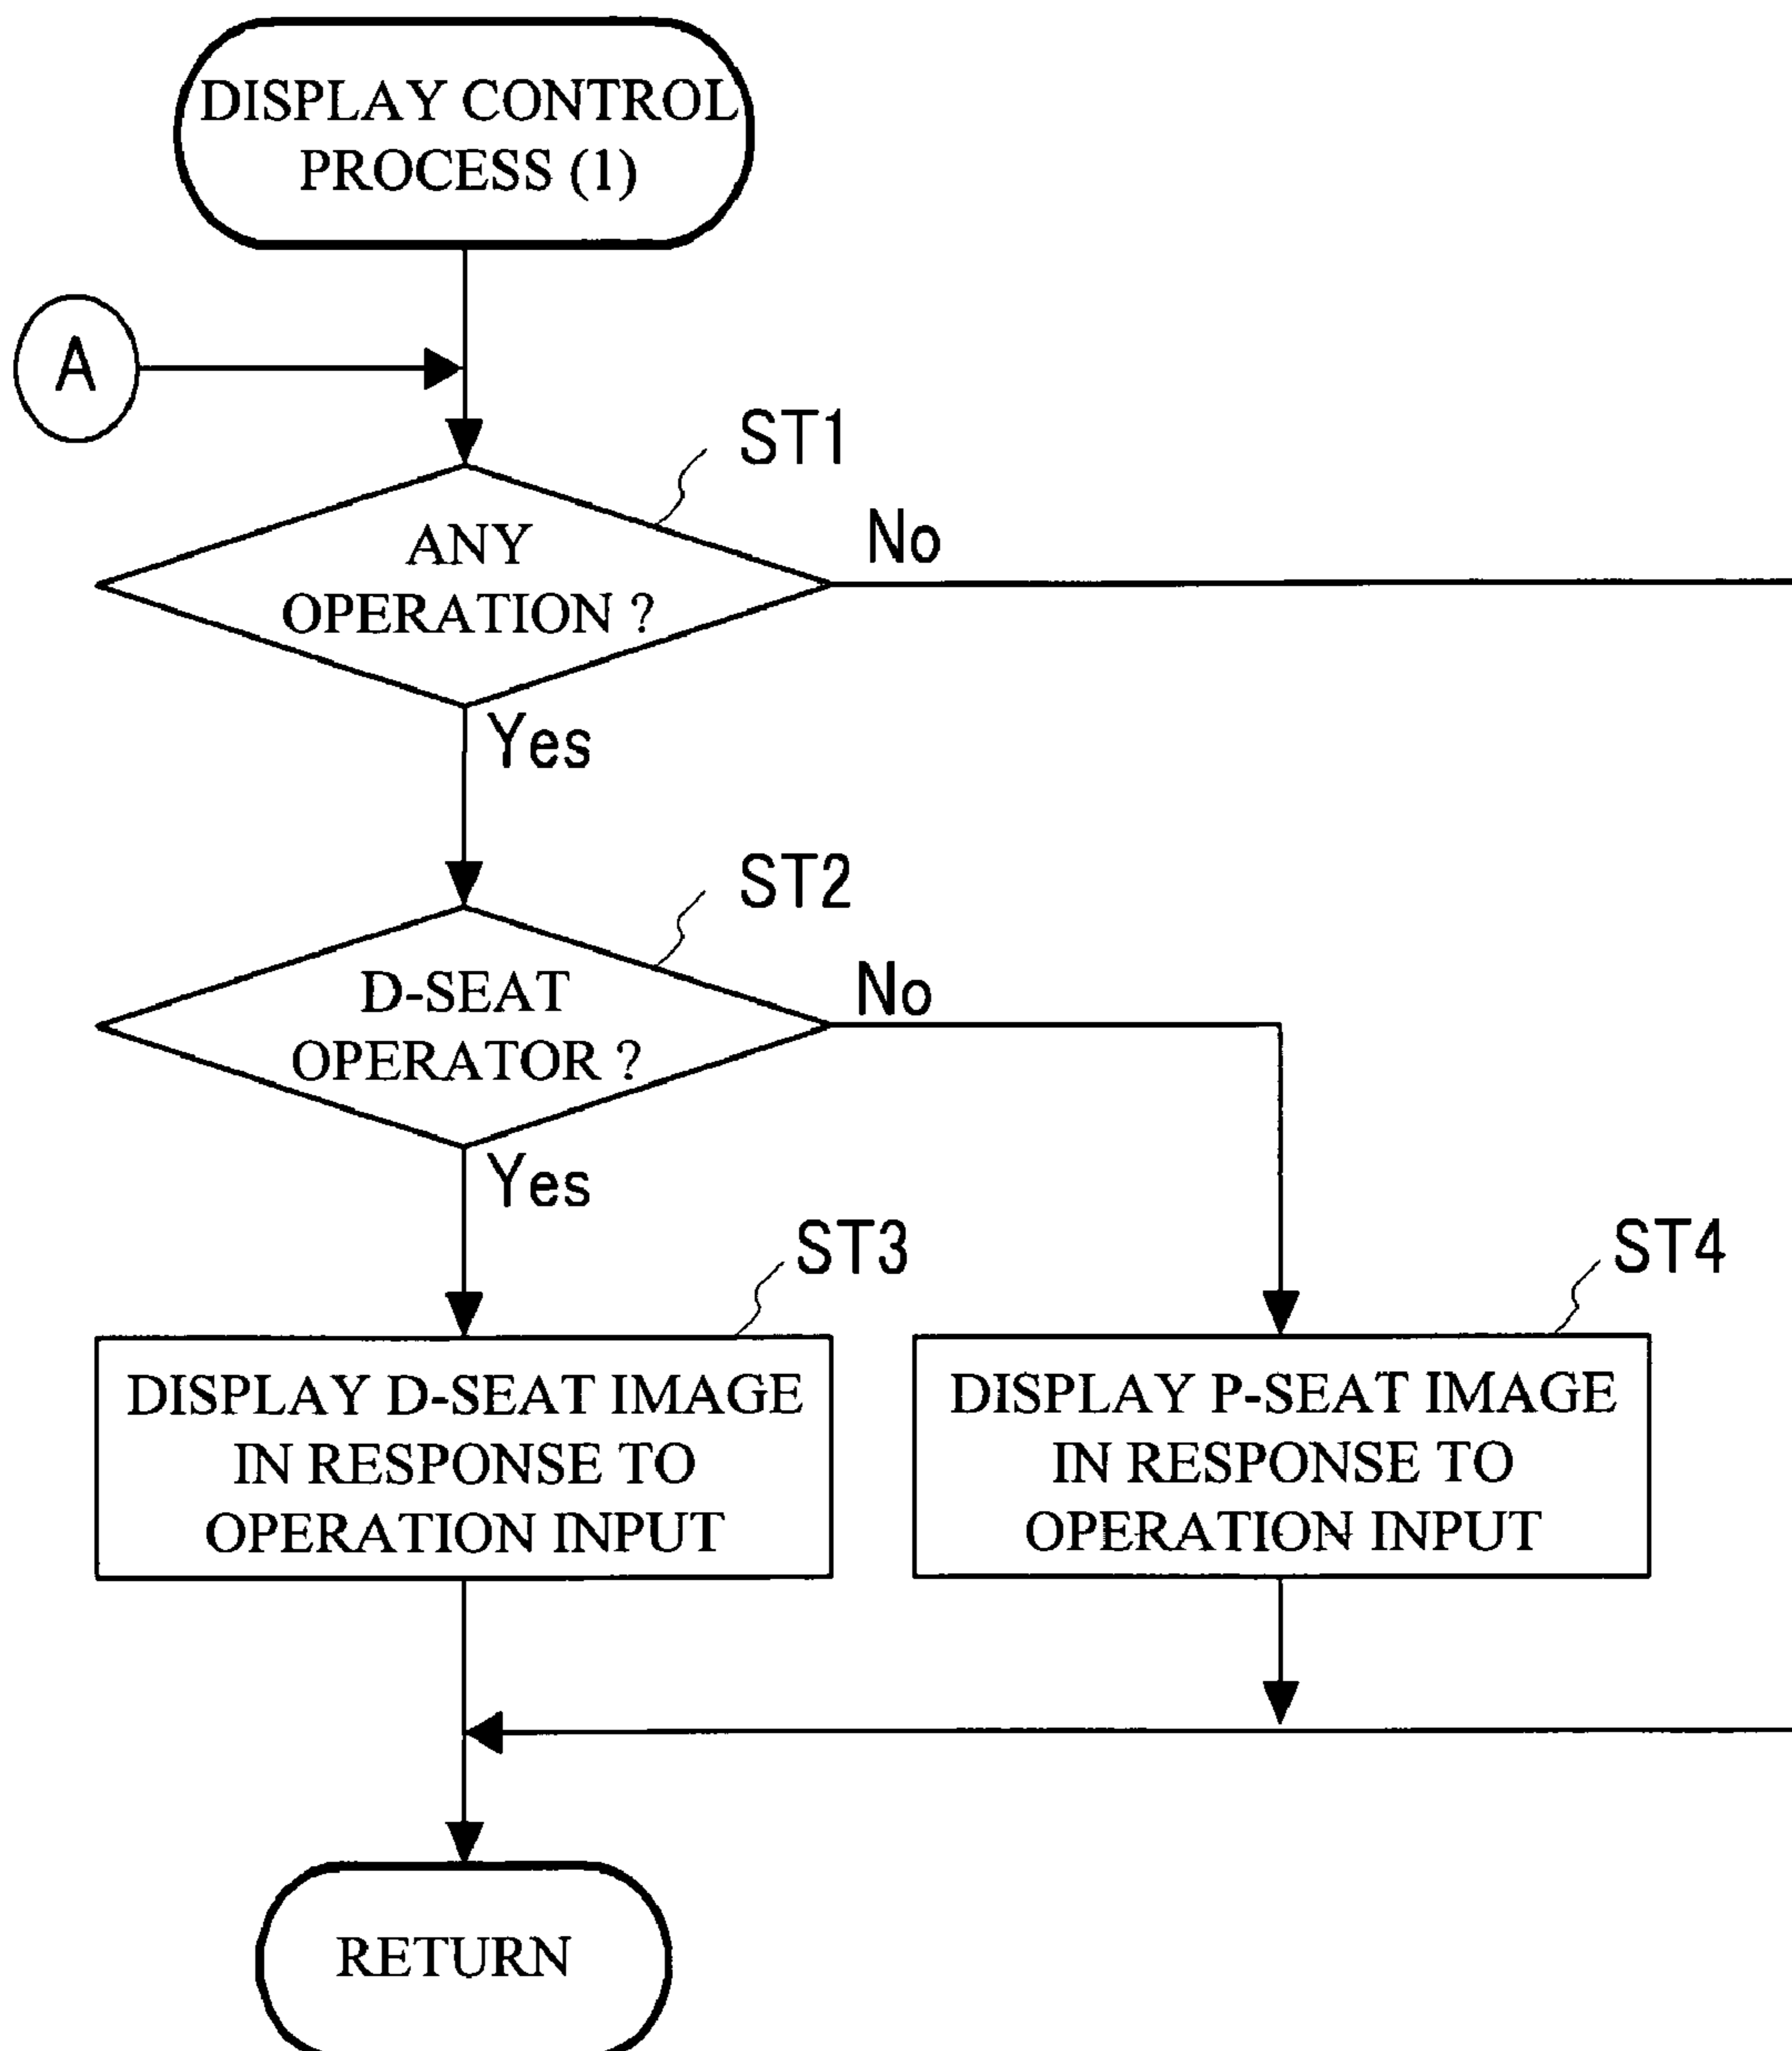 DISPLAY CONTROL
PROCESS (1)
A
ST1
ANY
OPERATION ?
No
Yes
ST2
D-SEAT
OPERATOR ?
No
Yes
ST3
ST4
DISPLAY D-SEAT IMAGE
IN RESPONSE TO
OPERATION INPUT
DISPLAY P-SEAT IMAGE
IN RESPONSE TO
OPERATION INPUT
RETURN